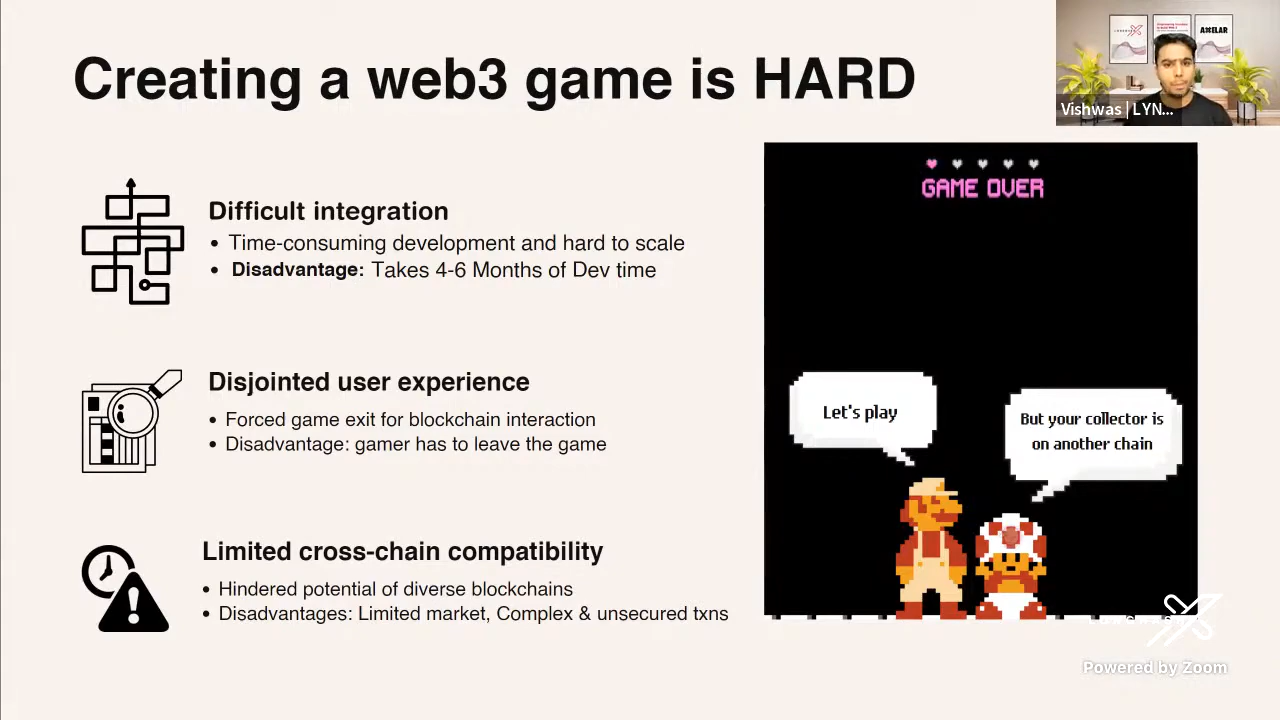 Creating a web3 game is HARD
Vishwas | LYN...
AXELAR
Difficult integration
• Time-consuming development and hard to scale
• Disadvantage: Takes 4-6 Months of Dev time
Disjointed user experience
• Forced game exit for blockchain interaction
• Disadvantage: gamer has to leave the game
Limited cross-chain compatibility
• Hindered potential of diverse blockchains
• Disadvantages: Limited market, Complex & unsecured txns
GAME OVER
Let's play
But your collector is
on another chain
Powered by Zoom